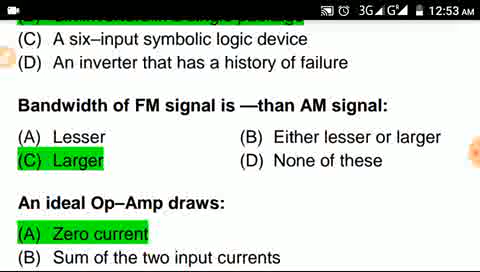 3G G 12:53 AM
(C) A six–input symbolic logic device
(D) An inverter that has a history of failure
Bandwidth of FM signal is —than AM signal:
(A) Lesser
(B) Either lesser or larger
(C) Larger
(D) None of these
An ideal Op–Amp draws:
(A) Zero current
(B) Sum of the two input currents